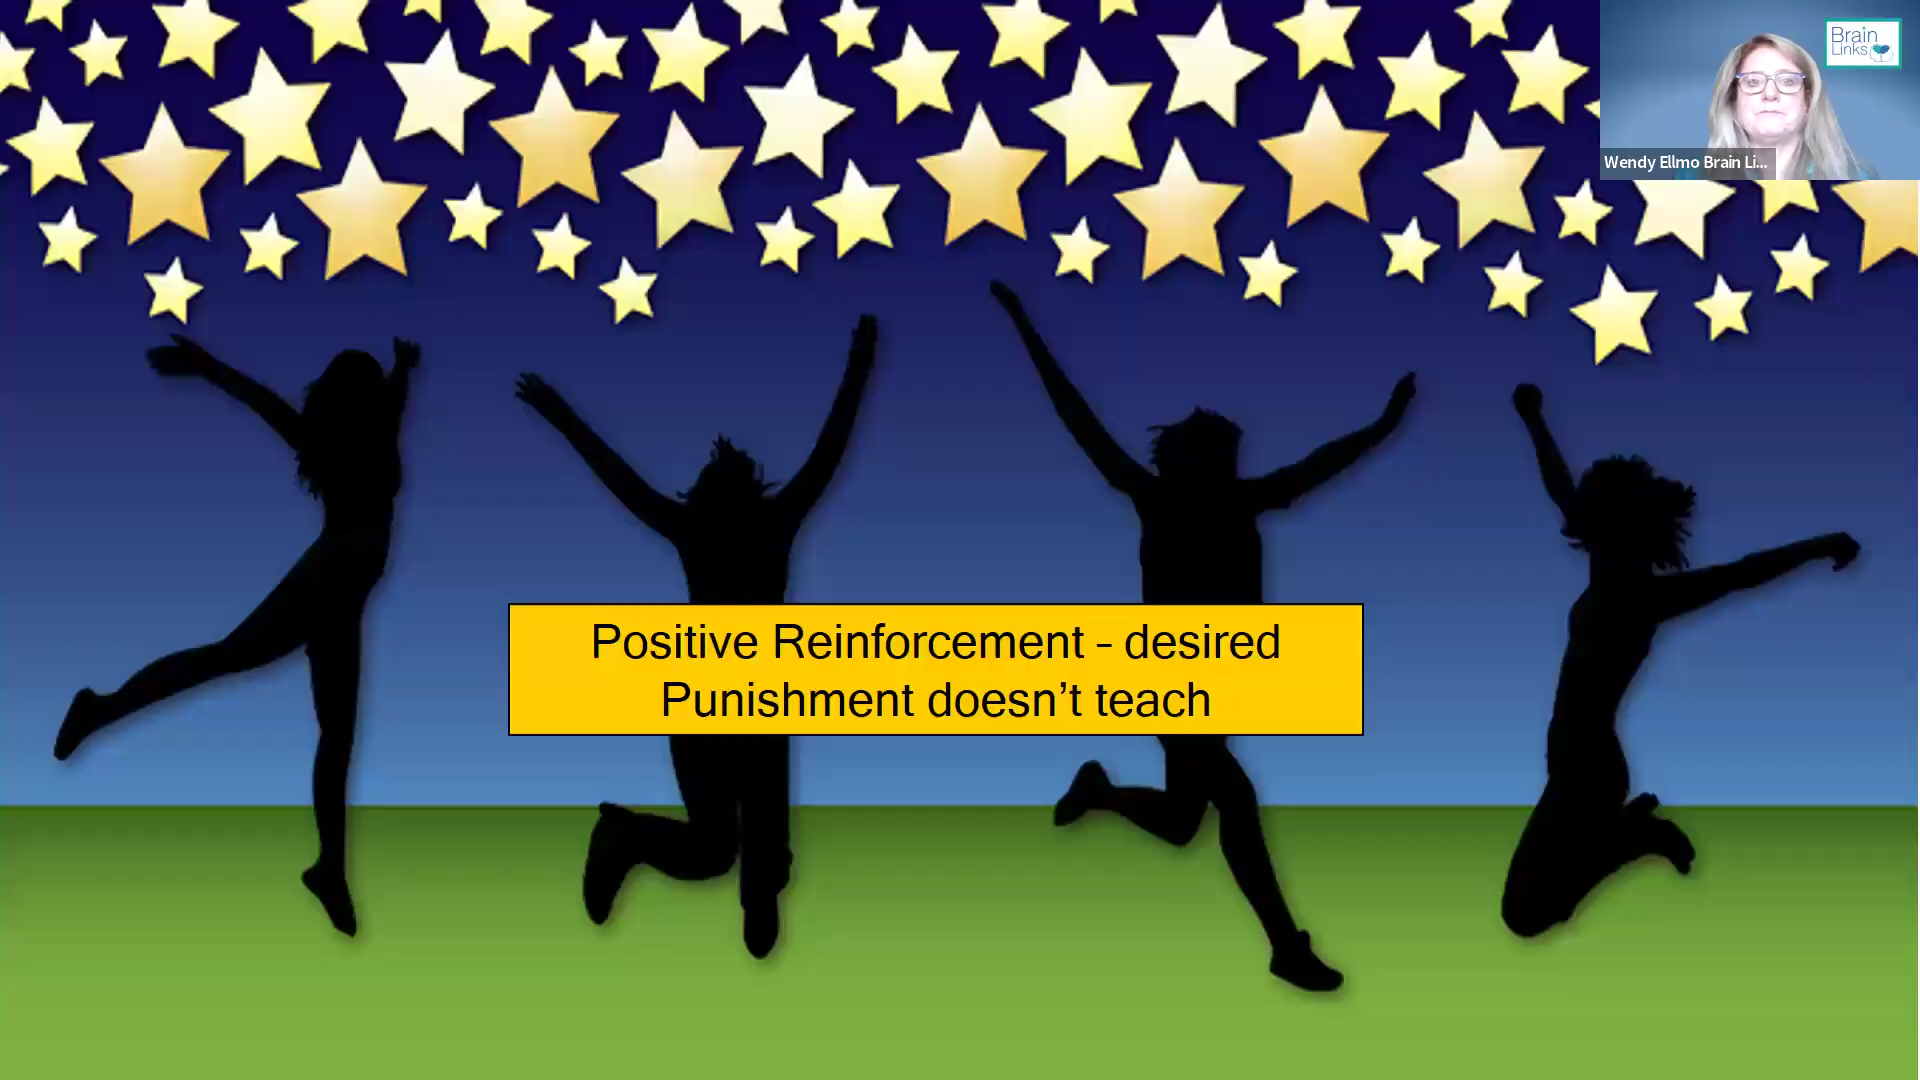 Brain
Links
Wendy Ellmo Brain Li...
Positive Reinforcement – desired
Punishment doesn’t teach